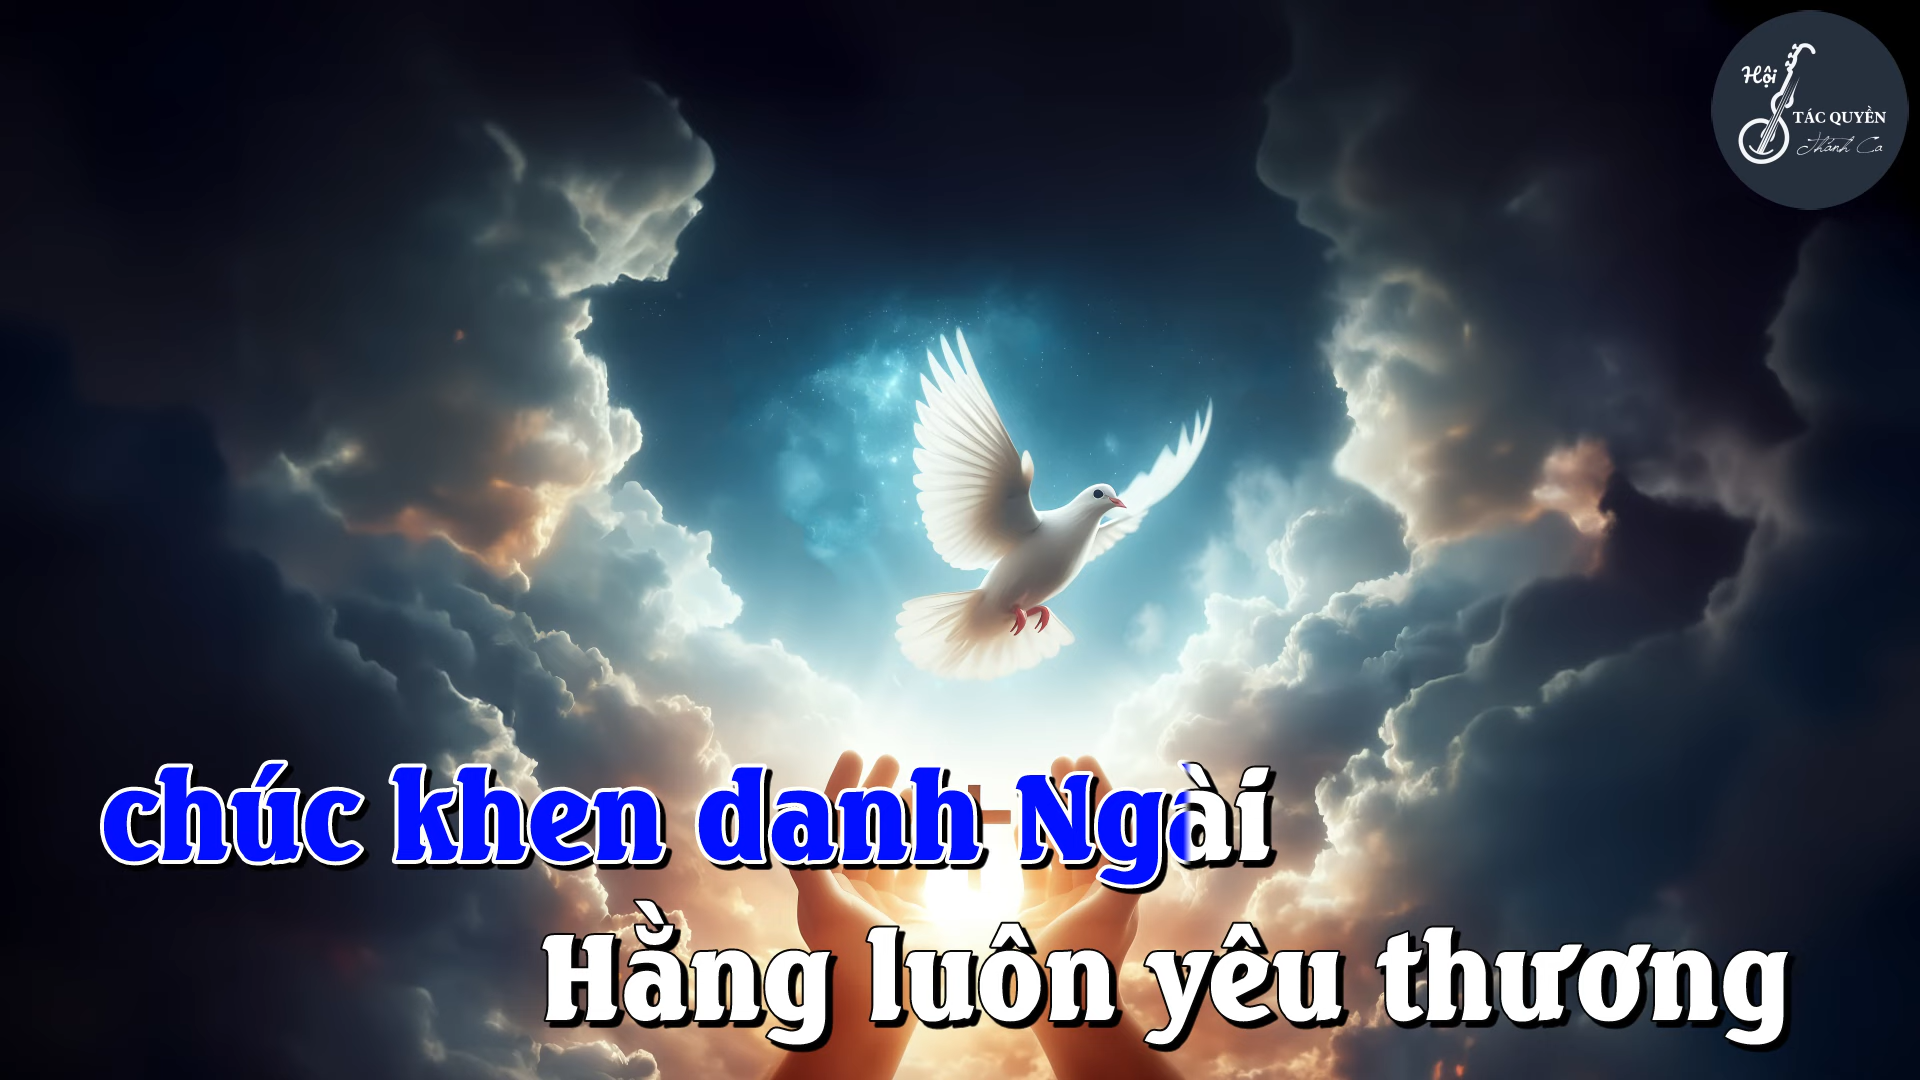 Hội
TÁC QUYỀN
Thánh Ca
chúc khen danh Ngài
Hằng luôn yêu thương